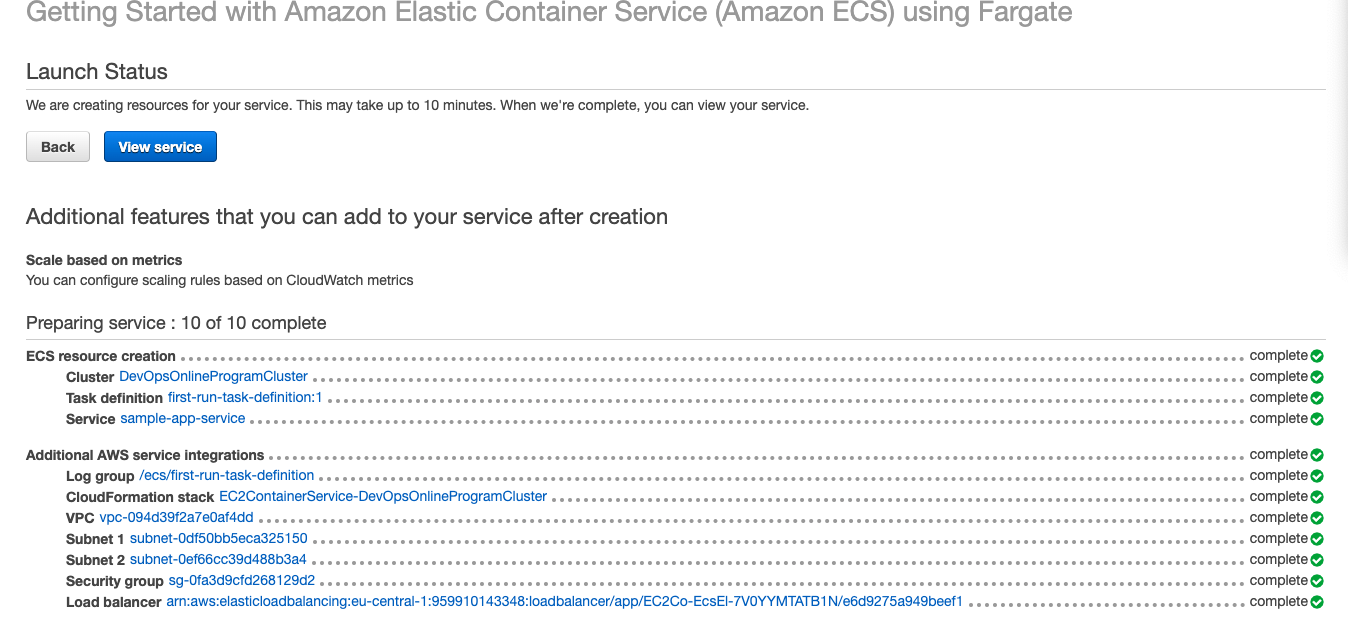 Getting Started with Amazon Elastic Container Service (Amazon ECS) using Fargate
Launch Status
We are creating resources for your service. This may take up to 10 minutes. When we're complete, you can view your service.
Back View service
Additional features that you can add to your service after creation
Scale based on metrics
You can configure scaling rules based on CloudWatch metrics
Preparing service : 10 of 10 complete
ECS resource creation complete
Cluster DevOpsOnlineProgramCluster complete
Task definition first-run-task-definition:1 complete
Service sample-app-service complete
Additional AWS service integrations complete
Log group /ecs/first-run-task-definition complete
CloudFormation stack EC2ContainerService-DevOpsOnlineProgramCluster complete
VPC vpc-094d39f2a7e0af4dd complete
Subnet 1 subnet-0df50bb5eca325150 complete
Subnet 2 subnet-0ef66cc39d488b3a4 complete
Security group sg-0fa3d9cfd268129d2 complete
Load balancer arn:aws:elasticloadbalancing:eu-central-1:959910143348:loadbalancer/app/EC2Co-EcsEl-7V0YYMTATB1N/e6d9275a949beef1 complete